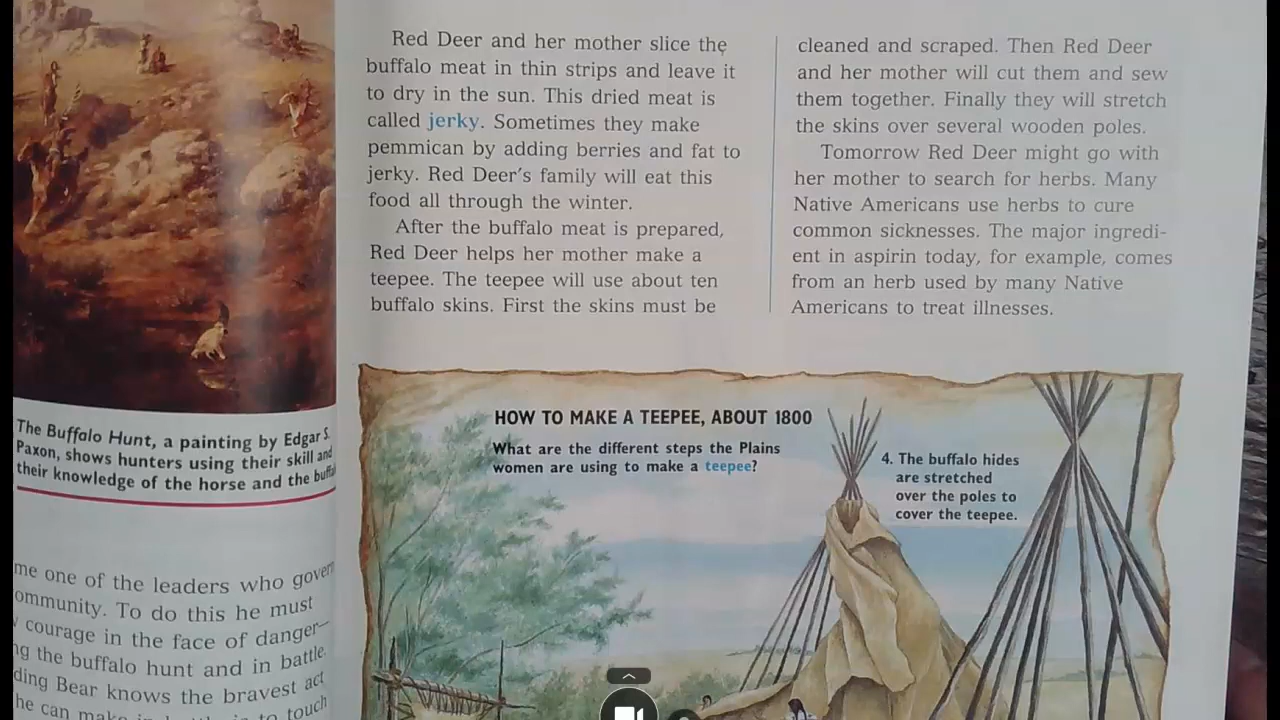 The Buffalo Hunt, a painting by Edgar S.
Paxon, shows hunters using their skill and
their knowledge of the horse and the
me one of the leaders who
ommunity. To do this he must
courage in the face of danger—
the buffalo hunt and in battle.
ding Bear knows the bravest act
he can make in to touch
Red Deer and her mother slice the
buffalo meat in thin strips and leave it
to dry in the sun. This dried meat is
called jerky. Sometimes they make
pemmican by adding berries and fat to
jerky. Red Deer's family will eat this
food all through the winter.
After the buffalo meat is prepared,
Red Deer helps her mother make a
teepee. The teepee will use about ten
buffalo skins. First the skins must be
cleaned and scraped. Then Red Deer
and her mother will cut them and sew
them together. Finally they will stretch
the skins over several wooden poles.
Tomorrow Red Deer might go with
her mother to search for herbs. Many
Native Americans use herbs to cure
common sicknesses. The major ingredi-
ent in aspirin today, for example, comes
from an herb used by many Native
Americans to treat illnesses.
HOW TO MAKE A TEEPEE, ABOUT 1800
What are the different steps the Plains
women are using to make a teepee?
4. The buffalo hides
are stretched
over the poles to
cover the teepee.